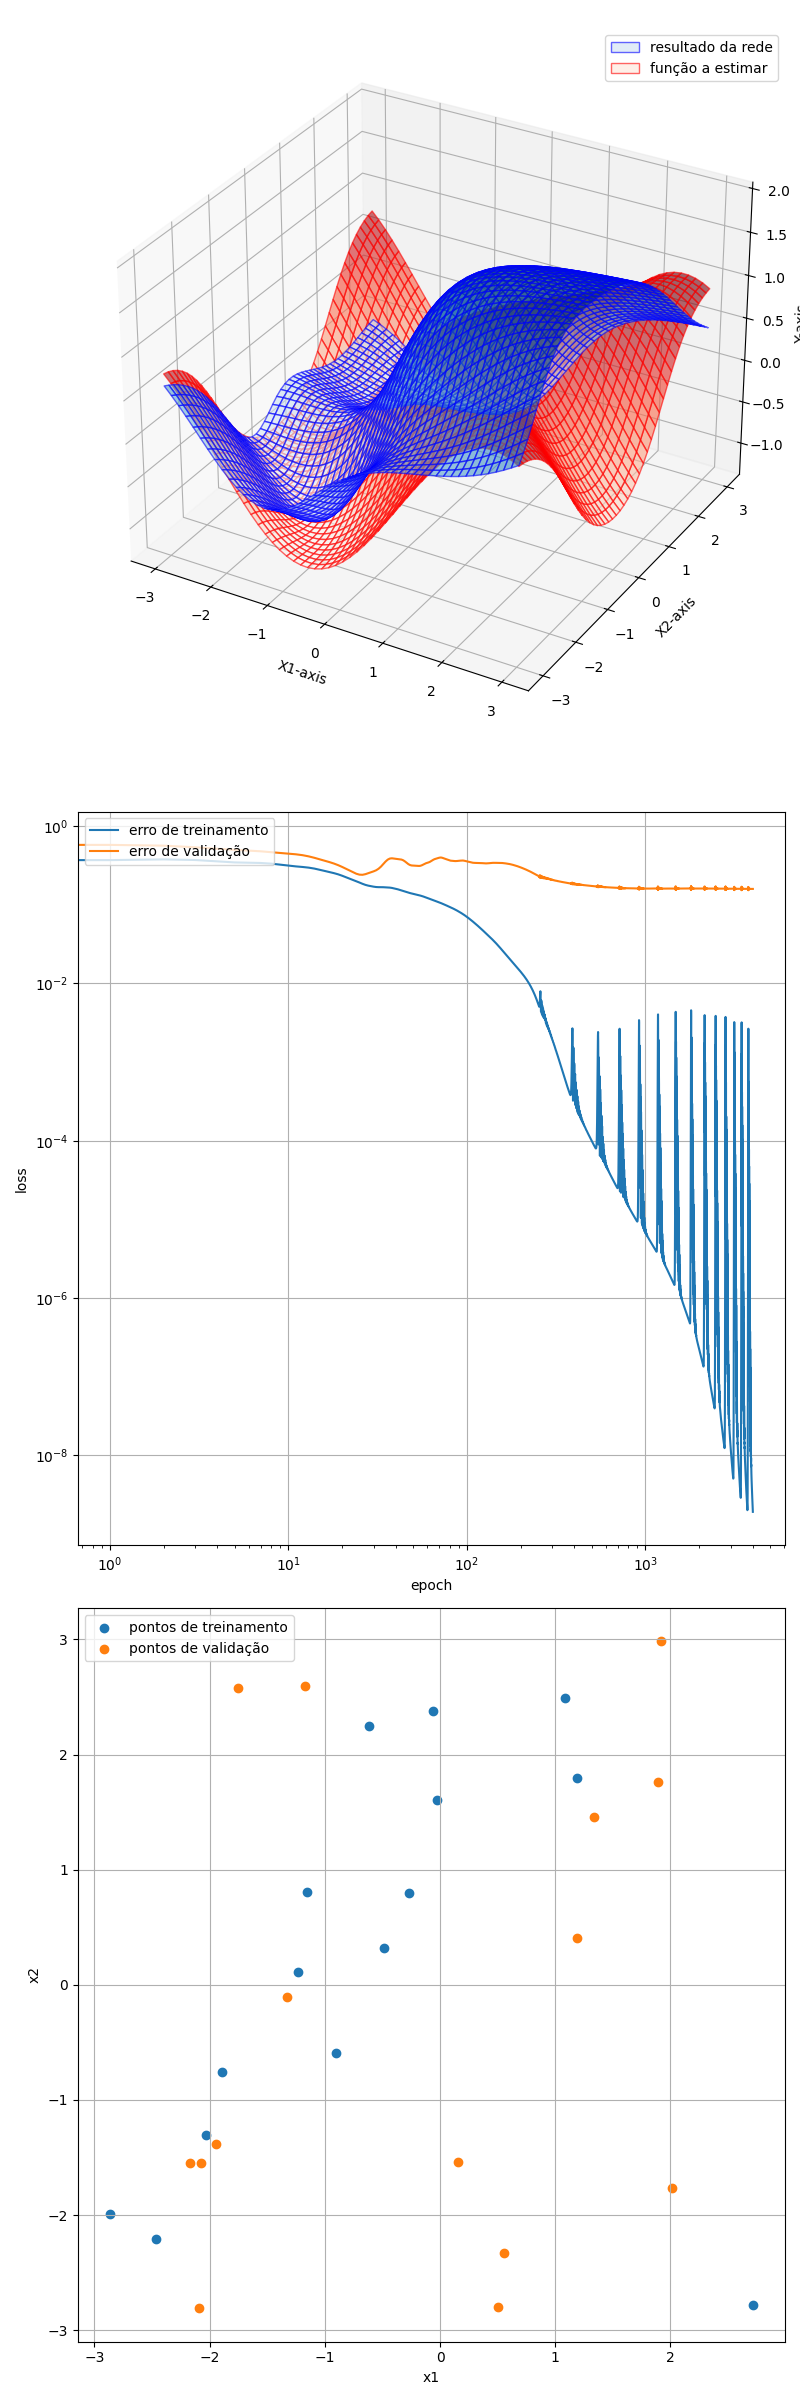 resultado da rede
função a estimar
2.0
1.5
1.0
0.5
0.0
−0.5
−1.0
3
2
1
0
−1
−2
−3
X2-axis
−3
−2
−1
0
1
2
3
X1-axis
erro de treinamento
erro de validação
10⁰
10⁻²
10⁻⁴
10⁻⁶
10⁻⁸
loss
10⁰ 10¹ 10² 10³
epoch
pontos de treinamento
pontos de validação
3
2
1
0
−1
−2
−3
x2
−3 −2 −1 0 1 2
x1